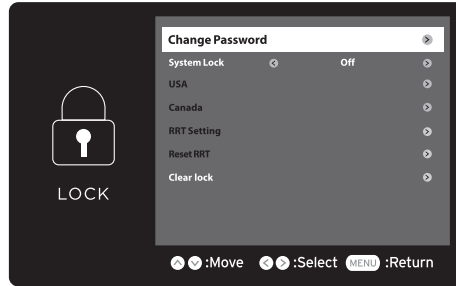 Change Password
System Lock Off
USA
Canada
RRT Setting
Reset RRT
Clear lock
LOCK
:Move :Select MENU :Return